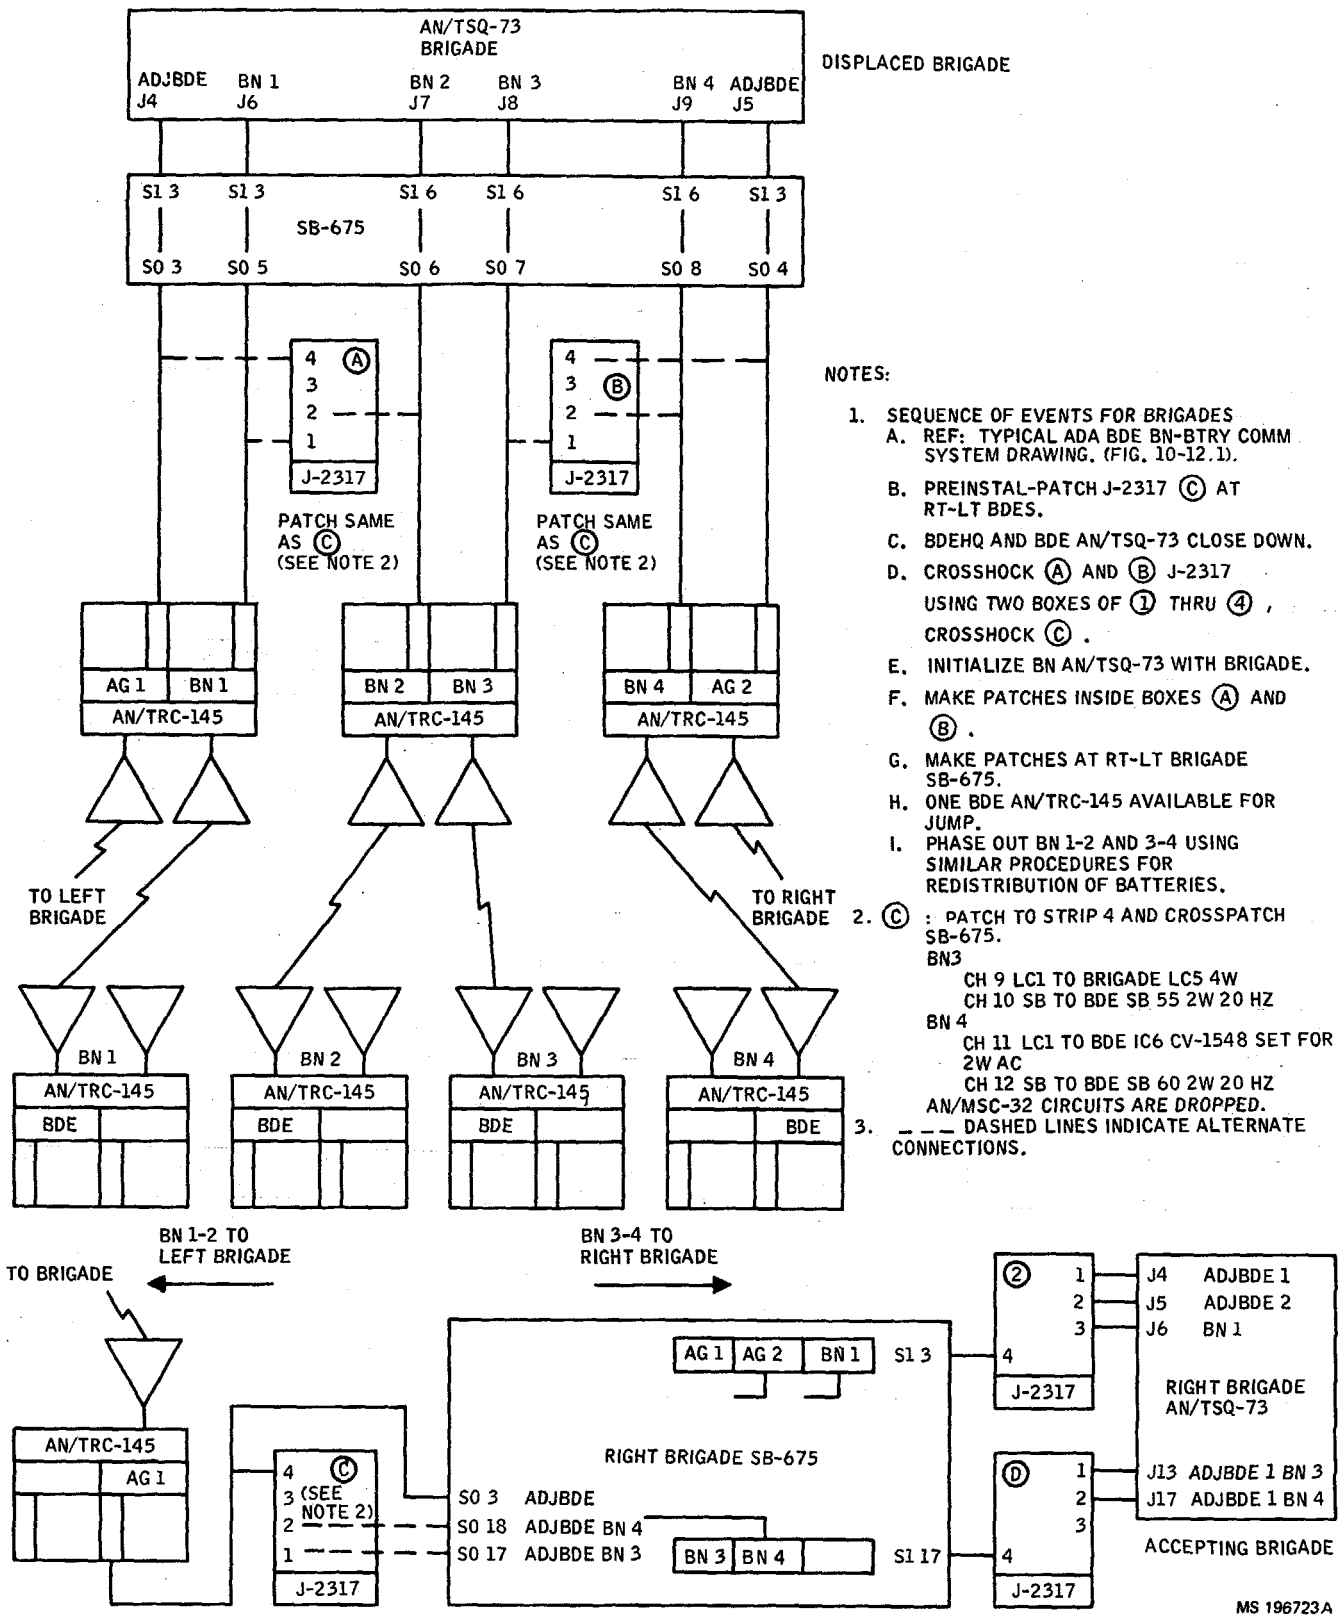 AN/TSQ-73
BRIGADE
DISPLACED BRIGADE
ADJBDE BN 1 BN 2 BN 3 BN 4 ADJBDE
J4 J6 J7 J8 J9 J5
S1 3 S1 3 S1 6 S1 6 S1 6 S1 3
SB-675
SO 3 SO 5 SO 6 SO 7 SO 8 SO 4
4 A
3
2
1
J-2317
PATCH SAME
AS C
(SEE NOTE 2)
4
3 B
2
1
J-2317
PATCH SAME
AS C
(SEE NOTE 2)
AG 1 BN 1
AN/TRC-145
BN 2 BN 3
AN/TRC-145
BN 4 AG 2
AN/TRC-145
TO LEFT
BRIGADE
TO RIGHT
BRIGADE
BN 1
AN/TRC-145
BDE
BN 2
AN/TRC-145
BDE
BN 3
AN/TRC-145
BDE
BN 4
AN/TRC-145
BDE
NOTES:
1. SEQUENCE OF EVENTS FOR BRIGADES
A. REF: TYPICAL ADA BDE BN-BTRY COMM
SYSTEM DRAWING. (FIG. 10-12.1).
B. PREINSTAL-PATCH J-2317 C AT
RT-LT BDES.
C. BDEHQ AND BDE AN/TSQ-73 CLOSE DOWN.
D. CROSSHOCK A AND B J-2317
USING TWO BOXES OF 1 THRU 4 ,
CROSSHOCK C .
E. INITIALIZE BN AN/TSQ-73 WITH BRIGADE.
F. MAKE PATCHES INSIDE BOXES A AND
B .
G. MAKE PATCHES AT RT-LT BRIGADE
SB-675.
H. ONE BDE AN/TRC-145 AVAILABLE FOR
JUMP.
I. PHASE OUT BN 1-2 AND 3-4 USING
SIMILAR PROCEDURES FOR
REDISTRIBUTION OF BATTERIES.
2. C : PATCH TO STRIP 4 AND CROSSPATCH
SB-675.
BN3
CH 9 LC1 TO BRIGADE LC5 4W
CH 10 SB TO BDE SB 55 2W 20 HZ
BN 4
CH 11 LC1 TO BDE IC6 CV-1548 SET FOR
2W AC
CH 12 SB TO BDE SB 60 2W 20 HZ
AN/MSC-32 CIRCUITS ARE DROPPED.
3. ___ DASHED LINES INDICATE ALTERNATE
CONNECTIONS.
BN 1-2 TO
LEFT BRIGADE
BN 3-4 TO
RIGHT BRIGADE
TO BRIGADE
AN/TRC-145
AG 1
4 C
3 (SEE
NOTE 2)
2
1
J-2317
AG 1 AG 2 BN 1 S1 3
RIGHT BRIGADE SB-675
SO 3 ADJBDE
SO 18 ADJBDE BN 4
SO 17 ADJBDE BN 3
BN 3 BN 4 S1 17
2 1
2
3
4
J-2317
D 1
2
3
4
J-2317
J4 ADJBDE 1
J5 ADJBDE 2
J6 BN 1
RIGHT BRIGADE
AN/TSQ-73
J13 ADJBDE 1 BN 3
J17 ADJBDE 1 BN 4
ACCEPTING BRIGADE
MS 196723A